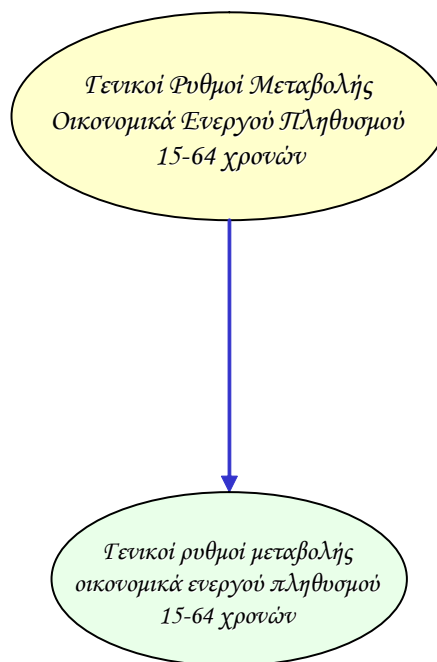 Γενικοί Ρυθμοί Μεταβολής
Οικονομικά Ενεργού Πληθυσμού
15-64 χρονών
Γενικοί ρυθμοί μεταβολής
οικονομικά ενεργού πληθυσμού
15-64 χρονών